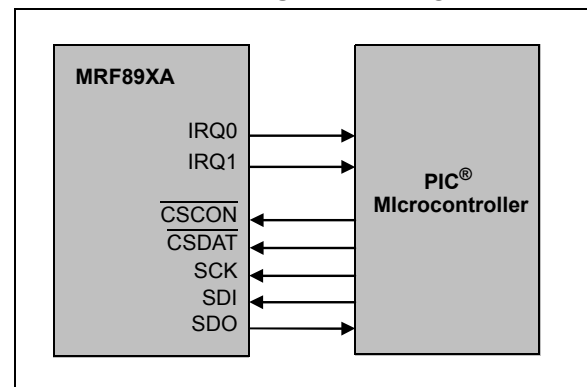 MRF89XA
IRQ0
IRQ1
CSCON
CSDAT
SCK
SDI
SDO
PIC®
MIcrocontroller